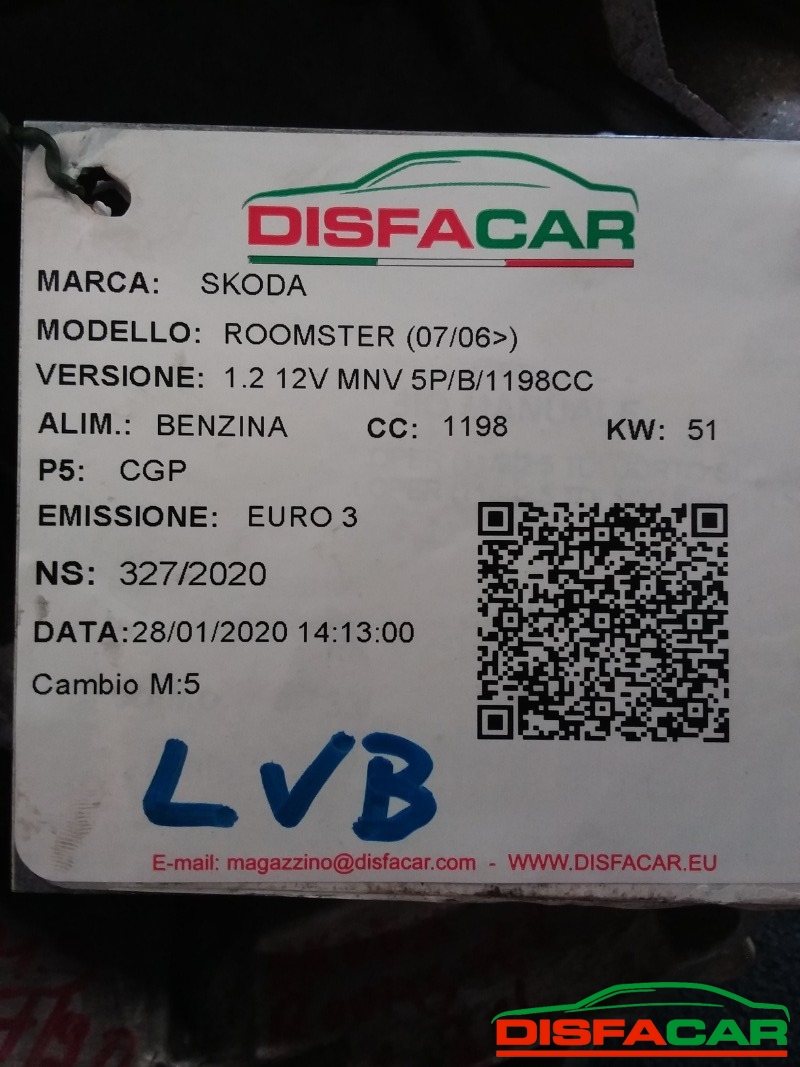 DISFACAR
MARCA: SKODA
MODELLO: ROOMSTER (07/06>)
VERSIONE: 1.2 12V MNV 5P/B/1198CC
ALIM.: BENZINA CC: 1198 KW: 51
P5: CGP
EMISSIONE: EURO 3
NS: 327/2020
DATA:28/01/2020 14:13:00
Cambio M:5
LVB
E-mail: magazzino@disfacar.com - WWW.DISFACAR.EU
DISFACAR